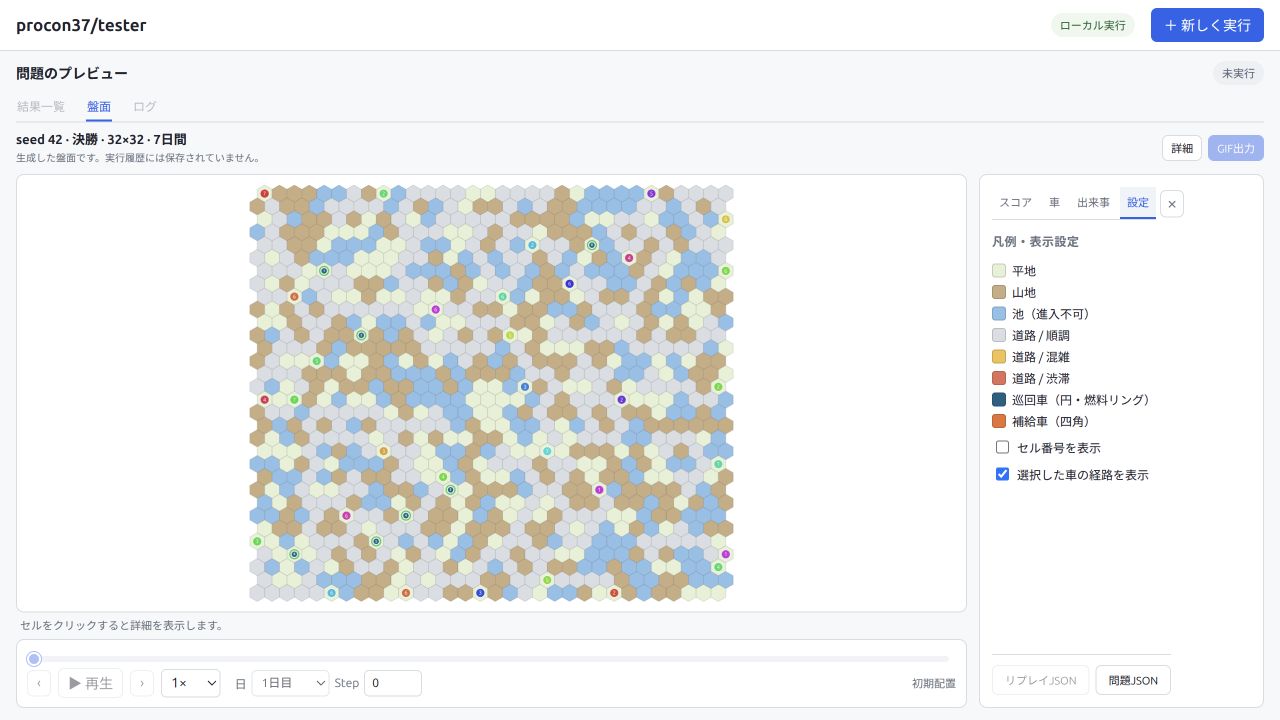 procon37/tester
ローカル実行
＋ 新しく実行
問題のプレビュー
未実行
結果一覧 盤面 ログ
seed 42 · 決勝 · 32×32 · 7日間
生成した盤面です。実行履歴には保存されていません。
詳細
GIF出力
スコア 車 出来事 設定 ×
凡例・表示設定
平地
山地
池（進入不可）
道路 / 順調
道路 / 混雑
道路 / 渋滞
巡回車（円・燃料リング）
補給車（四角）
セル番号を表示
選択した車の経路を表示
リプレイJSON
問題JSON
セルをクリックすると詳細を表示します。
‹ ▶ 再生 › 1× 日 1日目 Step 0
初期配置